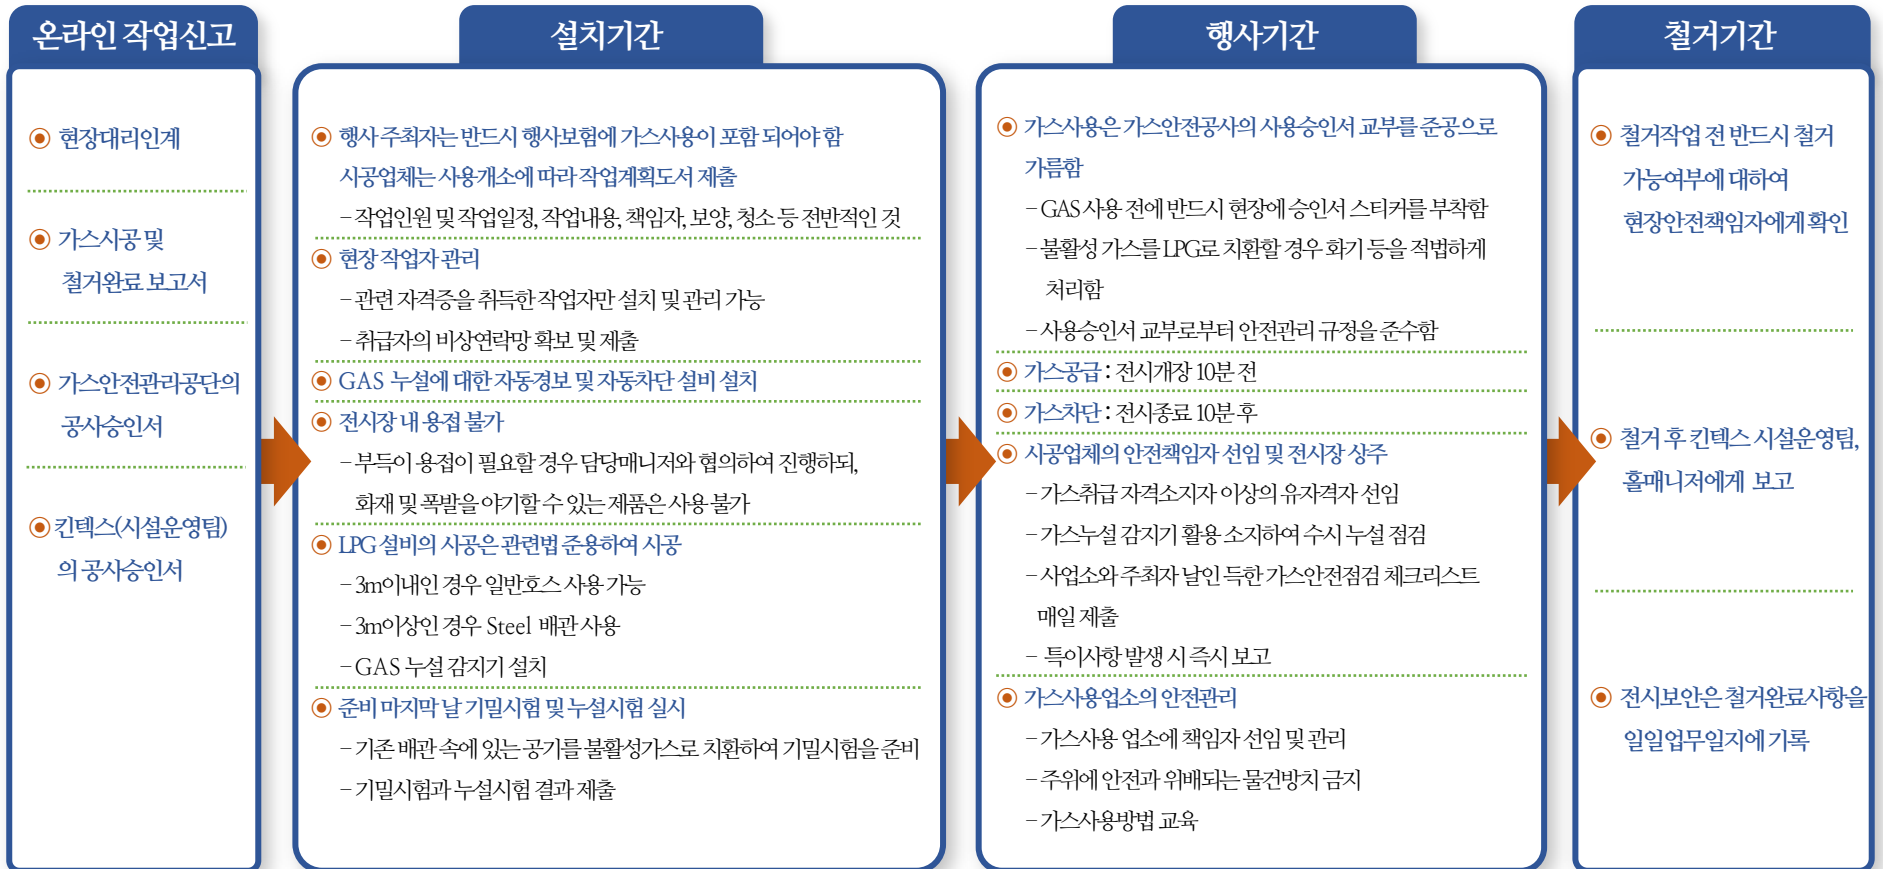 온라인 작업신고
◉ 현장대리인계
◉ 가스시공 및
철거완료 보고서
◉ 가스안전관리공단의
공사승인서
◉ 킨텍스(시설운영팀)
의 공사승인서
설치기간
◉ 행사 주최자는 반드시 행사보험에 가스사용이 포함 되어야 함
시공업체는 사용개소에 따라 작업계획도서 제출
- 작업인원 및 작업일정, 작업내용, 책임자, 보양, 청소 등 전반적인 것
◉ 현장 작업자 관리
- 관련 자격증을 취득한 작업자만 설치 및 관리 가능
- 취급자의 비상연락망 확보 및 제출
◉ GAS 누설에 대한 자동경보 및 자동차단 설비 설치
◉ 전시장 내 용접 불가
- 부득이 용접이 필요할 경우 담당매니저와 협의하여 진행하되,
화재 및 폭발을 야기할 수 있는 제품은 사용 불가
◉ LPG 설비의 시공은 관련법 준용하여 시공
- 3m이내인 경우 일반호스 사용 가능
- 3m이상인 경우 Steel 배관 사용
- GAS 누설 감지기 설치
◉ 준비 마지막 날 기밀시험 및 누설시험 실시
- 기존 배관 속에 있는 공기를 불활성가스로 치환하여 기밀시험을 준비
- 기밀시험과 누설시험 결과 제출
행사기간
◉ 가스사용은 가스안전공사의 사용승인서 교부를 준공으로
가름함
- GAS 사용 전에 반드시 현장에 승인서 스티커를 부착함
- 불활성 가스를 LPG로 치환할 경우 화기 등을 적법하게
처리함
- 사용승인서 교부로부터 안전관리 규정을 준수함
◉ 가스공급 : 전시개장 10분 전
◉ 가스차단 : 전시종료 10분 후
◉ 시공업체의 안전책임자 선임 및 전시장 상주
- 가스취급 자격소지자 이상의 유자격자 선임
- 가스누설 감지기 활용 소지하여 수시 누설 점검
- 사업소와 주최자 날인 득한 가스안전점검 체크리스트
매일 제출
- 특이사항 발생 시 즉시 보고
◉ 가스사용업소의 안전관리
- 가스사용 업소에 책임자 선임 및 관리
- 주위에 안전과 위배되는 물건방치 금지
- 가스사용방법 교육
철거기간
◉ 철거작업 전 반드시 철거
가능여부에 대하여
현장안전책임자에게 확인
◉ 철거 후 킨텍스 시설운영팀,
홀매니저에게 보고
◉ 전시보안은 철거완료사항을
일일업무일지에 기록